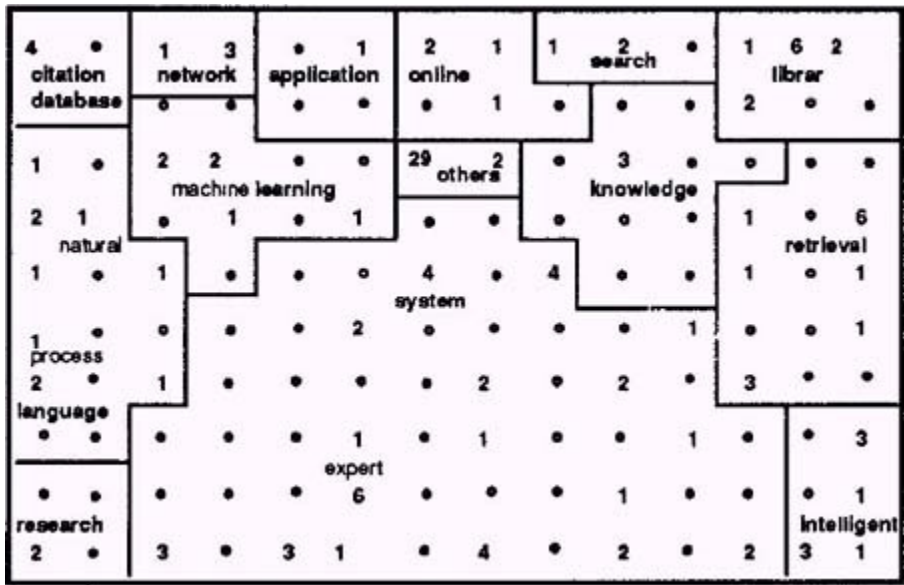 4 1 3 1 2 1 1 2 1 6 2
citation network application online search librar
database
1 2
1 2 2 29 2 3
machine learning others knowledge
2 1 1 1 1 6
natural retrieval
1 1 4 4 1 1
system
1 2 1 1
process
2 1 2 2 3
language
1 1 1 3
expert
6 1 1
research intelligent
2 3 3 1 4 2 2 3 1